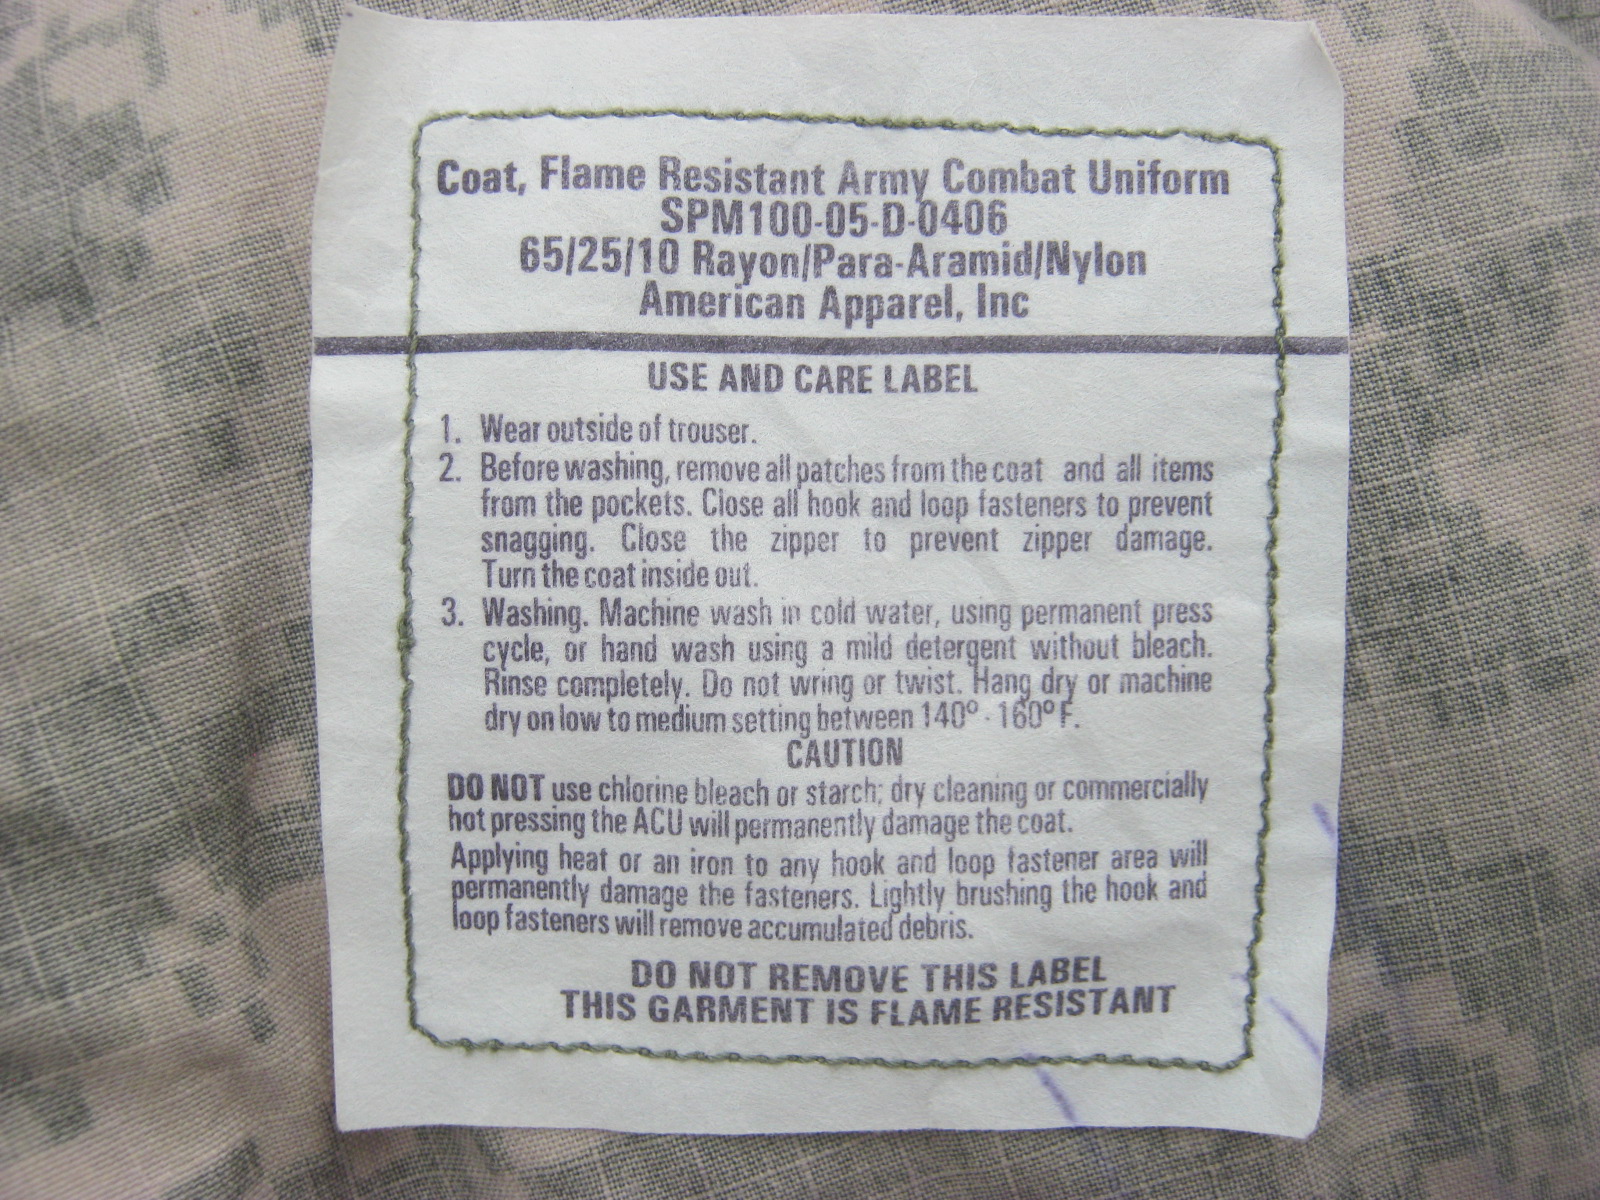 Coat, Flame Resistant Army Combat Uniform
SPM100-05-D-0406
65/25/10 Rayon/Para-Aramid/Nylon
American Apparel, Inc
USE AND CARE LABEL
1. Wear outside of trouser.
2. Before washing, remove all patches from the coat and all items
from the pockets. Close all hook and loop fasteners to prevent
snagging. Close the zipper to prevent zipper damage.
Turn the coat inside out.
3. Washing. Machine wash in cold water, using permanent press
cycle, or hand wash using a mild detergent without bleach.
Rinse completely. Do not wring or twist. Hang dry or machine
dry on low to medium setting between 140° - 160° F.
CAUTION
DO NOT use chlorine bleach or starch; dry cleaning or commercially
hot pressing the ACU will permanently damage the coat.
Applying heat or an iron to any hook and loop fastener area will
permanently damage the fasteners. Lightly brushing the hook and
loop fasteners will remove accumulated debris.
DO NOT REMOVE THIS LABEL
THIS GARMENT IS FLAME RESISTANT